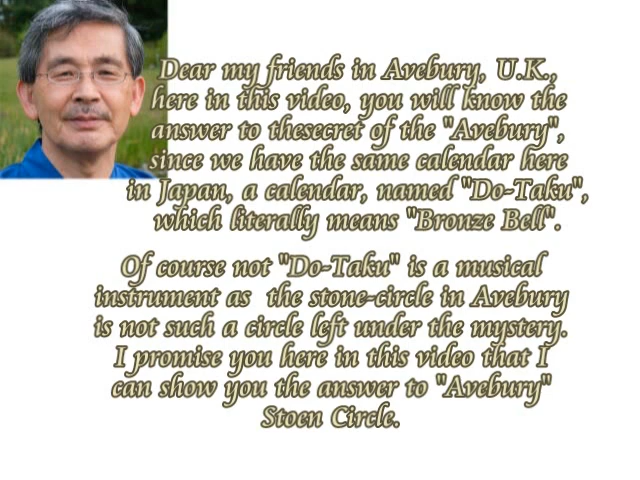 Dear my friends in Avebury, U.K.,
here in this video, you will know the
answer to thesecret of the "Avebury",
since we have the same calendar here
in Japan, a calendar, named "Do-Taku",
which literally means "Bronze Bell".
Of course not "Do-Taku" is a musical
instrument as the stone-circle in Avebury
is not such a circle left under the mystery.
I promise you here in this video that I
can show you the answer to "Avebury"
Stoen Circle.